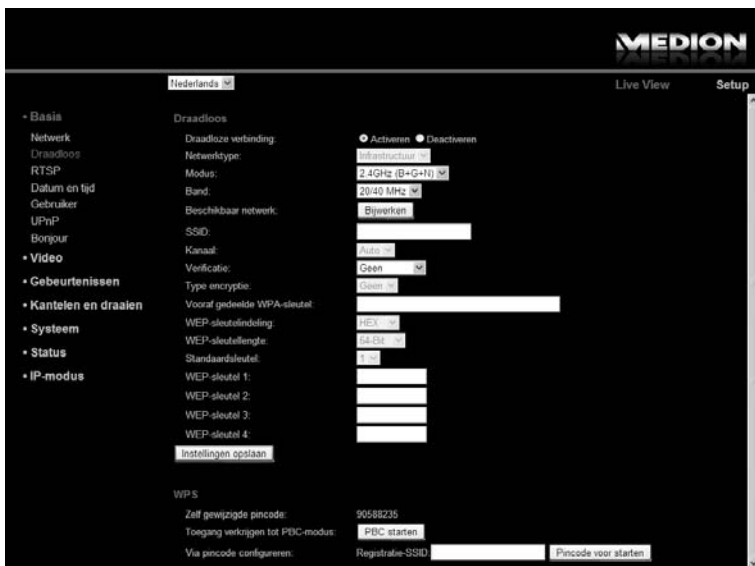 MEDION
Nederlands
Live View Setup
• Basis
Netwerk
Draadloos
RTSP
Datum en tijd
Gebruiker
UPnP
Bonjour
• Video
• Gebeurtenissen
• Kantelen en draaien
• Systeem
• Status
• IP-modus
Draadloos
Draadloze verbinding: Activeren Deactiveren
Netwerktype: Infrastructuur
Modus: 2.4GHz (B+G+N)
Band: 20/40 MHz
Beschikbaar netwerk: Bijwerken
SSID:
Kanaal: Auto
Verificatie: Geen
Type encryptie: Geen
Vooraf gedeelde WPA-sleutel:
WEP-sleutelindeling: HEX
WEP-sleutellengte: 64-Bit
Standaardsleutel: 1
WEP-sleutel 1:
WEP-sleutel 2:
WEP-sleutel 3:
WEP-sleutel 4:
Instellingen opslaan
WPS
Zelf gewijzigde pincode: 90588235
Toegang verkrijgen tot PBC-modus: PBC starten
Via pincode configureren: Registratie-SSID: Pincode voor starten